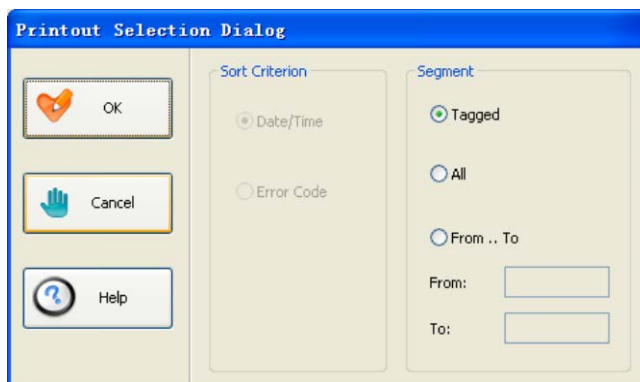 Printout Selection Dialog
OK
Cancel
Help
Sort Criterion
Date/Time
Error Code
Segment
Tagged
All
From .. To
From:
To: